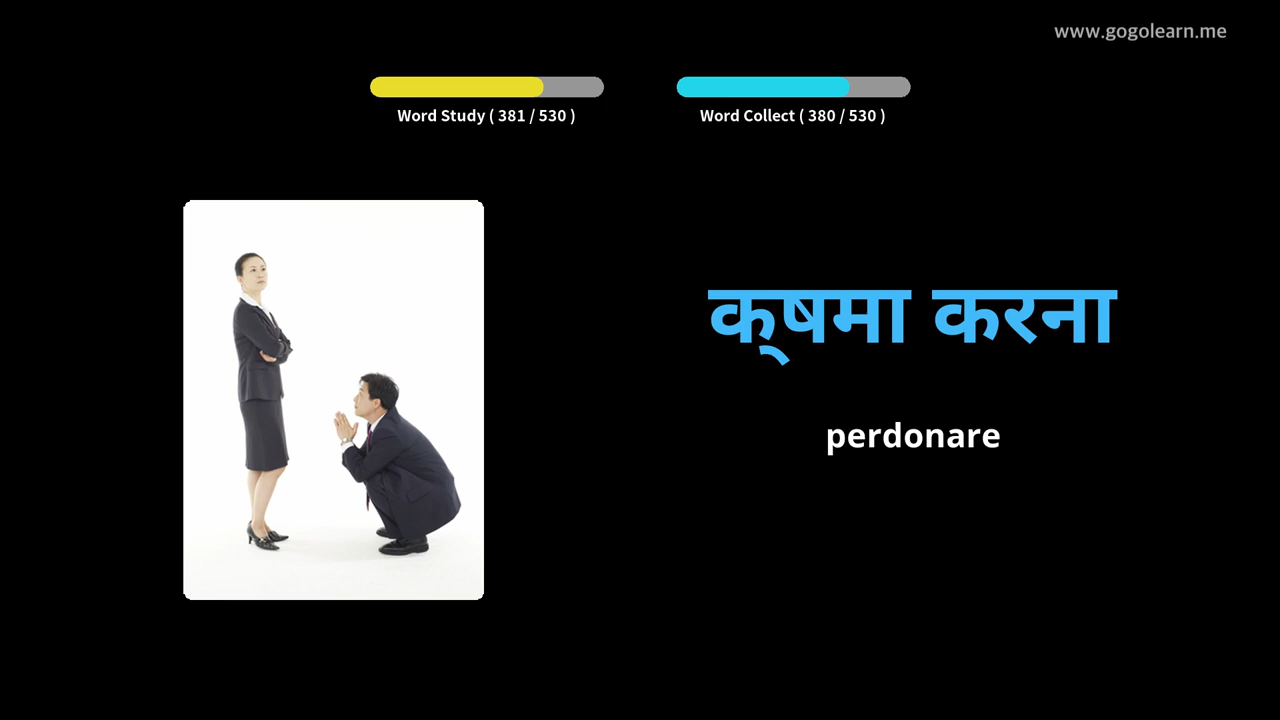 www.gogolearn.me
Word Study ( 381 / 530 )
Word Collect ( 380 / 530 )
क्षमा करना
perdonare